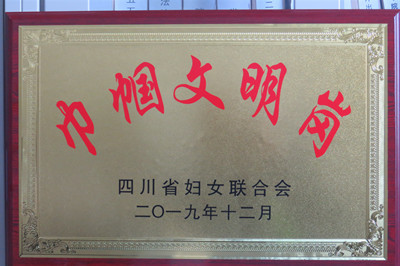 巾帼文明岗
四川省妇女联合会
二〇一九年十二月